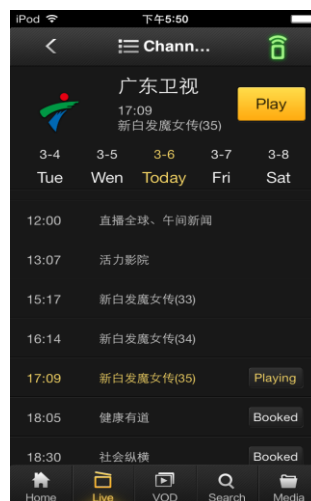 iPod 下午5:50
Chann...
广东卫视
17:09
新白发魔女传(35)
Play
3-4 3-5 3-6 3-7 3-8
Tue Wen Today Fri Sat
12:00 直播全球、午间新闻
13:07 活力影院
15:17 新白发魔女传(33)
16:14 新白发魔女传(34)
17:09 新白发魔女传(35) Playing
18:05 健康有道 Booked
18:30 社会纵横 Booked
Home Live VOD Search Media